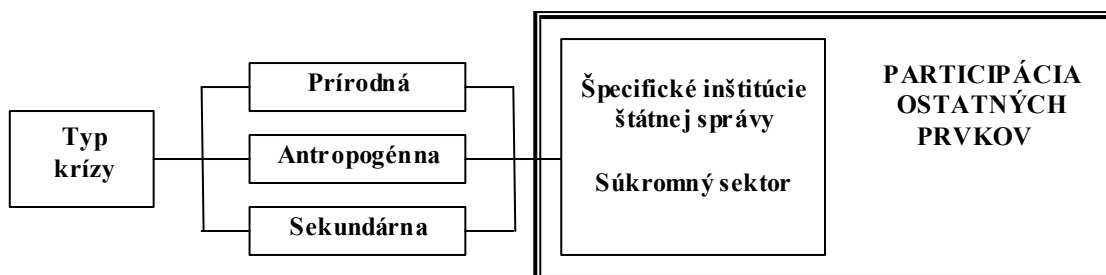 Typ
krízy
Prírodná
Antropogénna
Sekundárna
Špecifické inštitúcie
štátnej správy
Súkromný sektor
PARTICIPÁCIA
OSTATNÝCH
PRVKOV